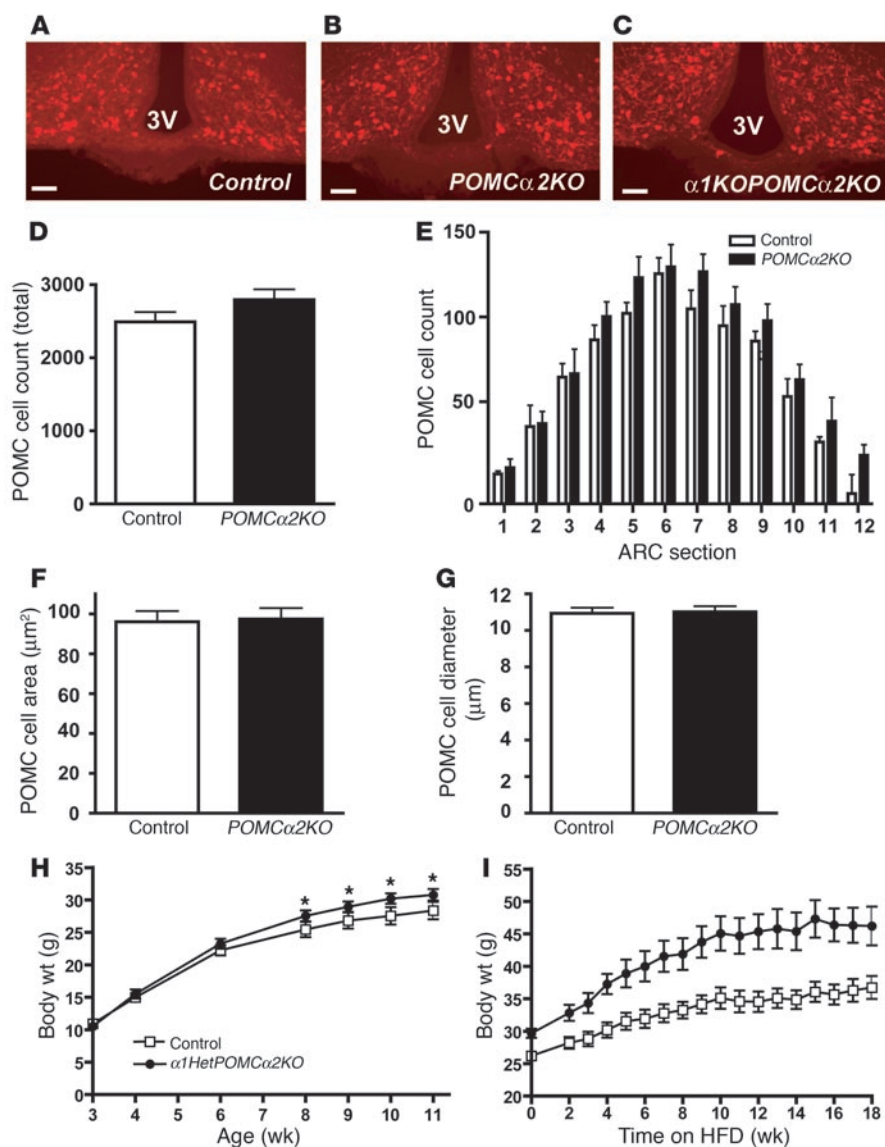 A
B
C
3V
3V
3V
Control
POMCα2KO
α1KOPOMCα2KO
D
POMC cell count (total)
3000
2000
1000
0
Control
POMCα2KO
E
POMC cell count
150
100
50
0
Control
POMCα2KO
1 2 3 4 5 6 7 8 9 10 11 12
ARC section
F
POMC cell area (μm²)
100
80
60
40
20
0
Control
POMCα2KO
G
POMC cell diameter
(μm)
12
11
10
8
6
4
2
0
Control
POMCα2KO
H
Body wt (g)
35
30
25
20
15
10
5
0
* * * *
Control
α1HetPOMCα2KO
3 4 5 6 7 8 9 10 11
Age (wk)
I
Body wt (g)
50
45
40
35
30
25
20
0 2 4 6 8 10 12 14 16 18
Time on HFD (wk)